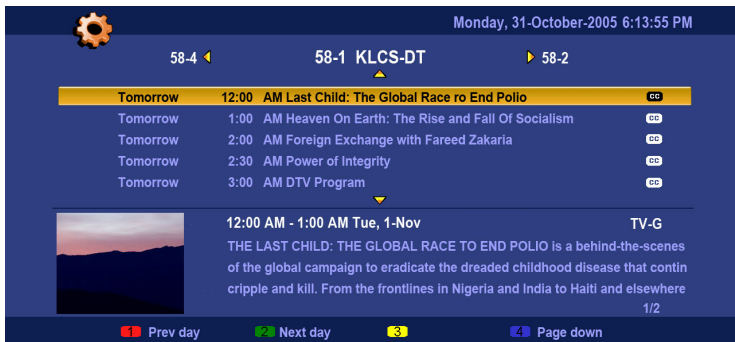 Monday, 31-October-2005 6:13:55 PM
58-4 58-1 KLCS-DT 58-2
Tomorrow 12:00 AM Last Child: The Global Race ro End Polio CC
Tomorrow 1:00 AM Heaven On Earth: The Rise and Fall Of Socialism CC
Tomorrow 2:00 AM Foreign Exchange with Fareed Zakaria CC
Tomorrow 2:30 AM Power of Integrity CC
Tomorrow 3:00 AM DTV Program CC
12:00 AM - 1:00 AM Tue, 1-Nov TV-G
THE LAST CHILD: THE GLOBAL RACE TO END POLIO is a behind-the-scenes
of the global campaign to eradicate the dreaded childhood disease that contin
cripple and kill. From the frontlines in Nigeria and India to Haiti and elsewhere
1/2
1 Prev day 2 Next day 3 4 Page down